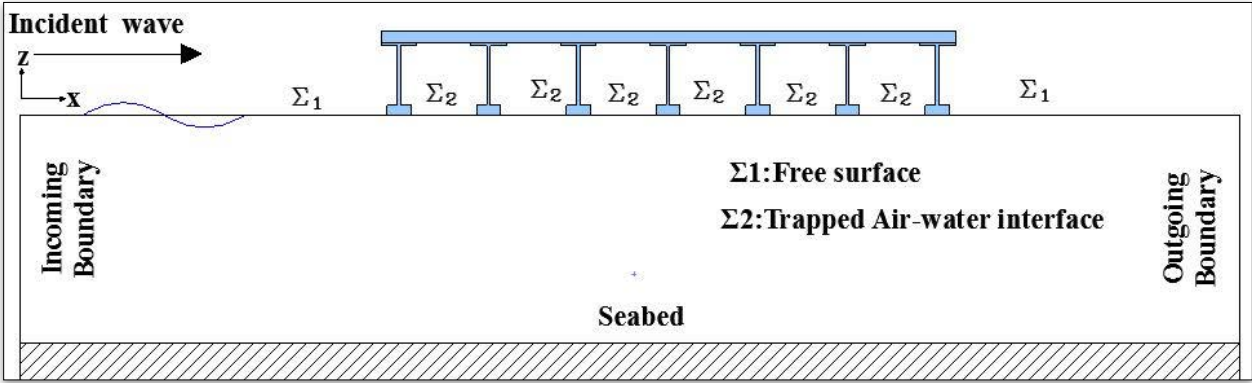 Incident wave
z
x
Σ₁
Σ₂
Σ₂
Σ₂
Σ₂
Σ₂
Σ₂
Σ₁
Incoming
Boundary
Σ1:Free surface
Σ2:Trapped Air-water interface
Outgoing
Boundary
Seabed